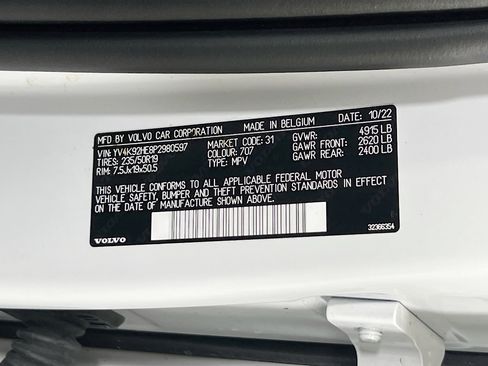 MFD BY VOLVO CAR CORPORATION MADE IN BELGIUM DATE: 10/22
VIN: YV4K92HE8P2980597 MARKET CODE: 31 GVWR: 4915 LB
TIRES: 235/50R19 COLOUR: 707 GAWR FRONT: 2620 LB
RIM: 7.5Jx19x50.5 TYPE: MPV GAWR REAR: 2400 LB
THIS VEHICLE CONFORMS TO ALL APPLICABLE FEDERAL MOTOR
VEHICLE SAFETY, BUMPER AND THEFT PREVENTION STANDARDS IN EFFECT
ON THE DATE OF MANUFACTURE SHOWN ABOVE.
VOLVO 32366354